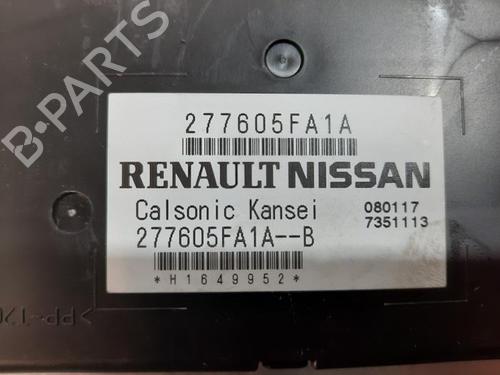 277605FA1A
RENAULT NISSAN
Calsonic Kansei 080117
7351113
277605FA1A--B
*H1649952*
B-PARTS